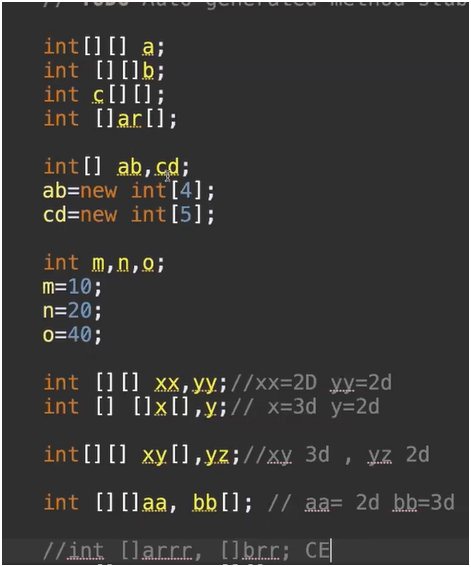 // TODO Auto-generated method stub
int[][] a;
int [][]b;
int c[][];
int []ar[];
int[] ab,cd;
ab=new int[4];
cd=new int[5];
int m,n,o;
m=10;
n=20;
o=40;
int [][] xx,yy;//xx=2D yy=2d
int [] []x[],y;// x=3d y=2d
int[][] xy[],yz;//xy 3d , yz 2d
int [][]aa, bb[]; // aa= 2d bb=3d
//int []arrr, []brr; CE